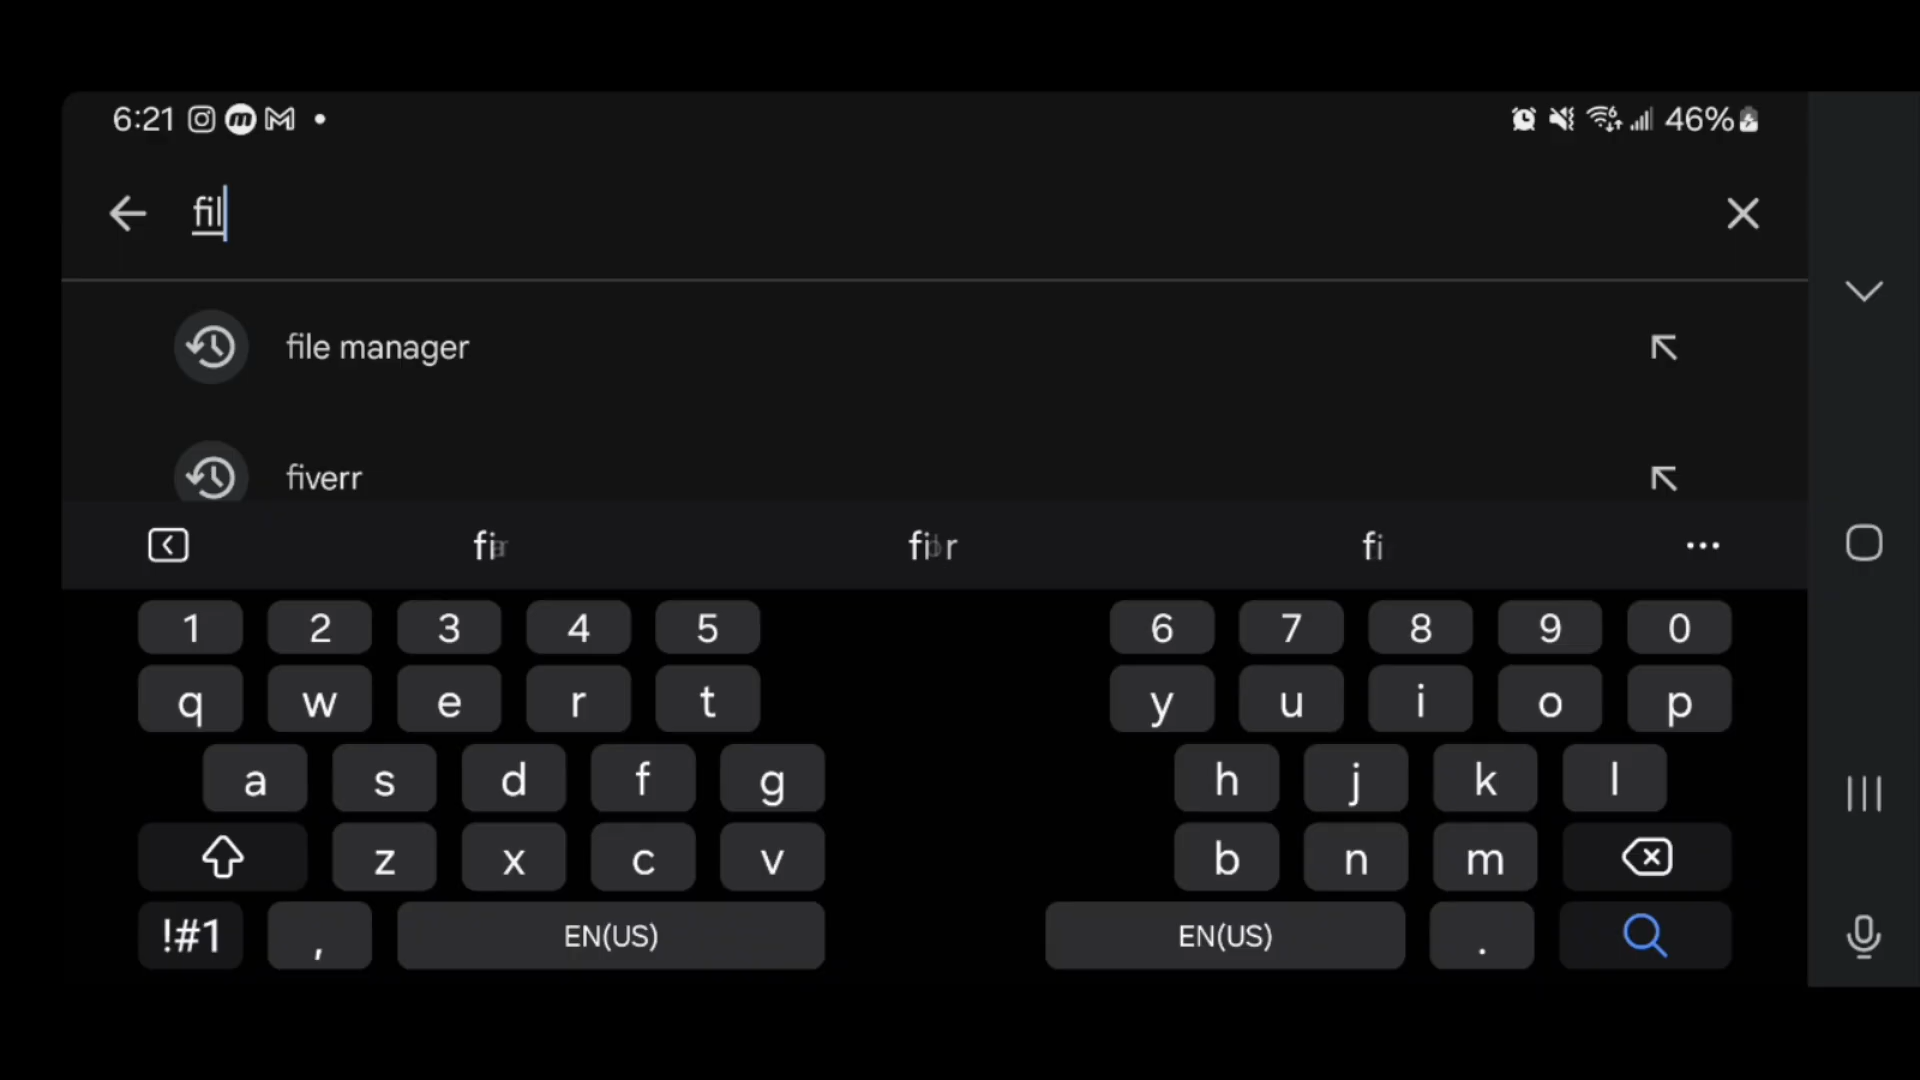 6:21 46%
fil
file manager
fiverr
1 2 3 4 5 6 7 8 9 0
q w e r t y u i o p
a s d f g h j k l
z x c v b n m
!#1 , EN(US) EN(US) .